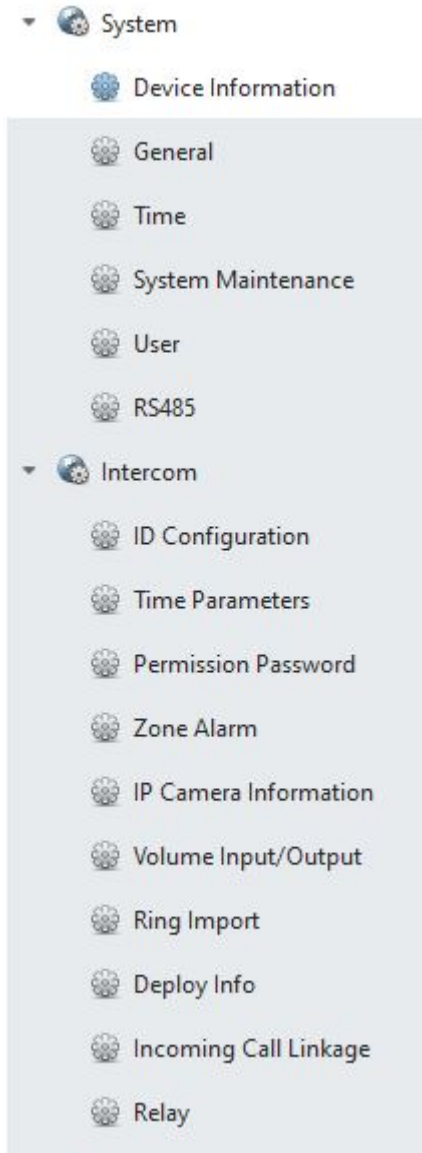 System
Device Information
General
Time
System Maintenance
User
RS485
Intercom
ID Configuration
Time Parameters
Permission Password
Zone Alarm
IP Camera Information
Volume Input/Output
Ring Import
Deploy Info
Incoming Call Linkage
Relay